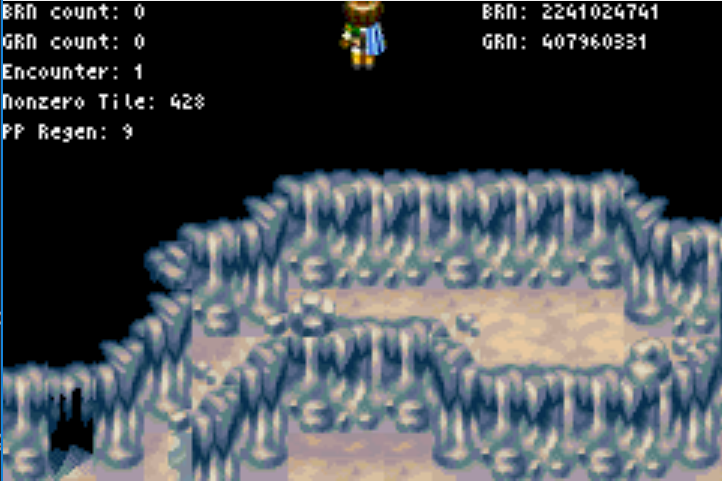 BRN count: 0
GRN count: 0
Encounter: 1
Nonzero Tile: 428
PP Regen: 9
BRN: 2241024741
GRN: 407960331